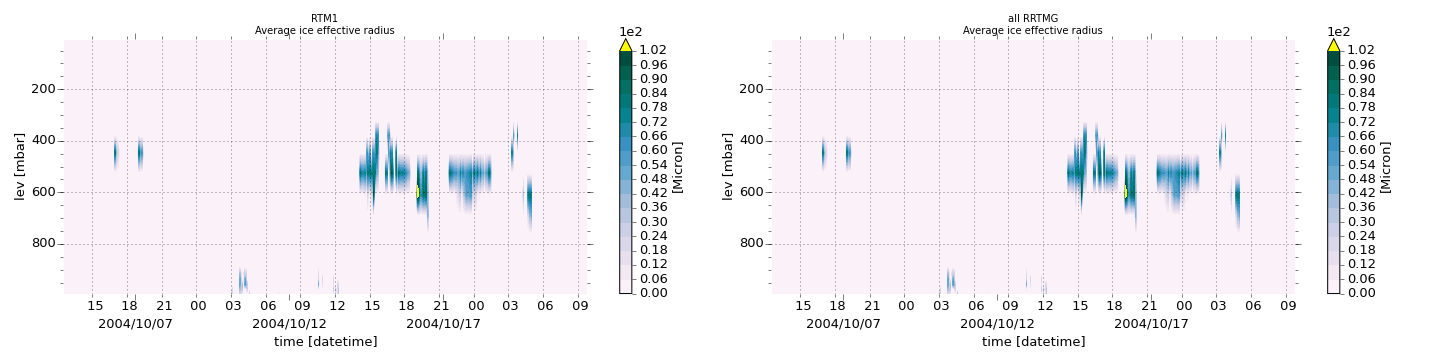 RTM1
Average ice effective radius
1e2
200
400
600
800
lev [mbar]
15 18 21 00 03 06 09 12 15 18 21 00 03 06 09
2004/10/07 2004/10/12 2004/10/17
time [datetime]
1.02
0.96
0.90
0.84
0.78
0.72
0.66
0.60
0.54
0.48
0.42
0.36
0.30
0.24
0.18
0.12
0.06
0.00
[Micron]
all RRTMG
Average ice effective radius
1e2
200
400
600
800
lev [mbar]
15 18 21 00 03 06 09 12 15 18 21 00 03 06 09
2004/10/07 2004/10/12 2004/10/17
time [datetime]
1.02
0.96
0.90
0.84
0.78
0.72
0.66
0.60
0.54
0.48
0.42
0.36
0.30
0.24
0.18
0.12
0.06
0.00
[Micron]